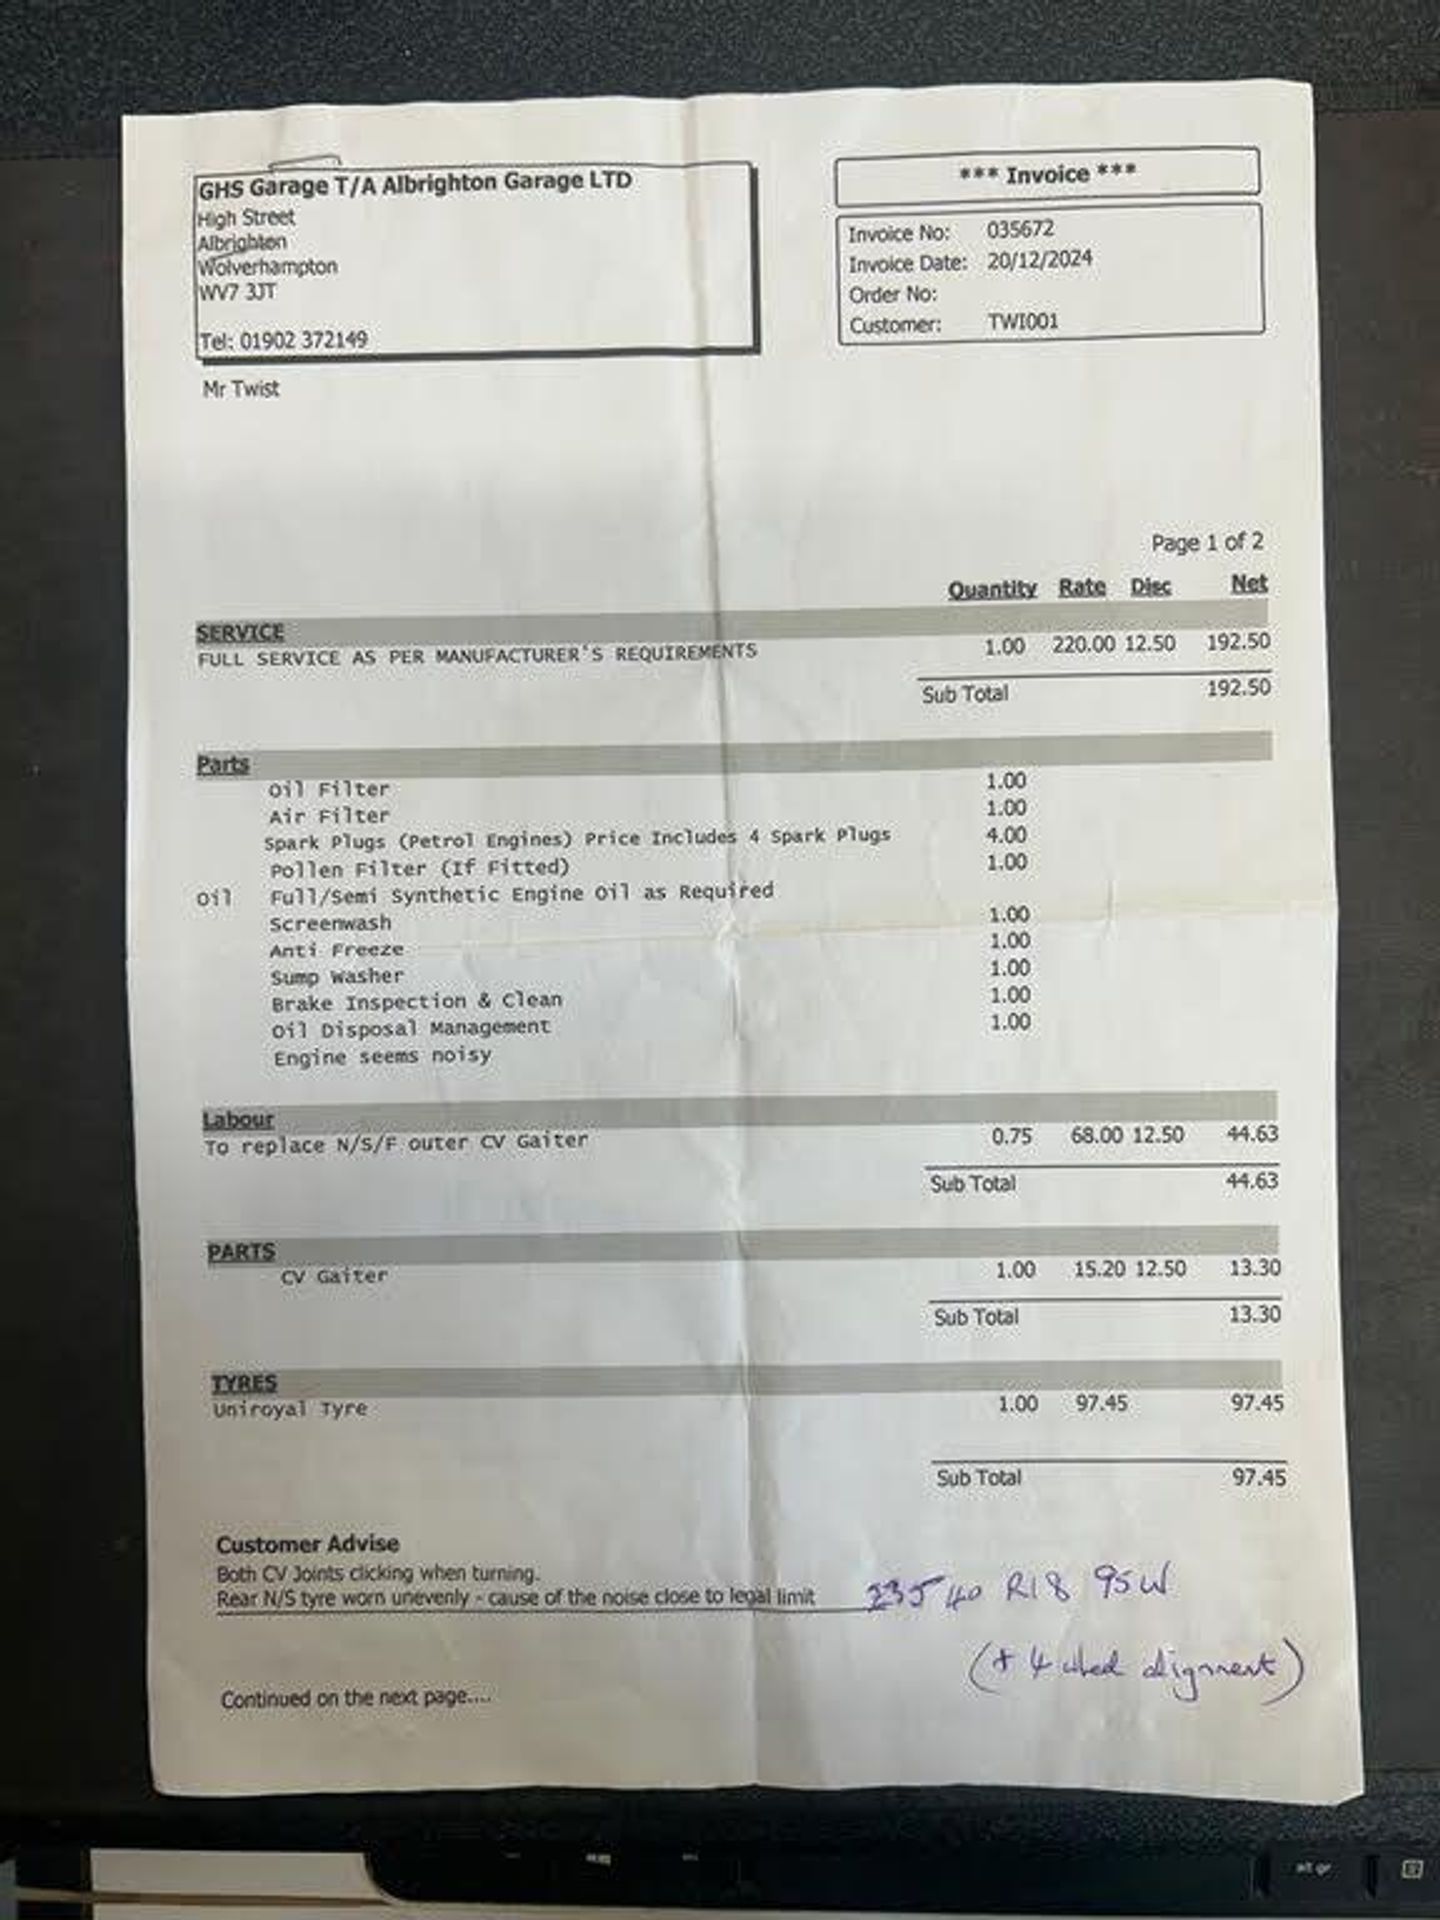 GHS Garage T/A Albrighton Garage LTD
High Street
Albrighton
Wolverhampton
WV7 3JT
Tel: 01902 372149
*** Invoice ***
Invoice No: 035672
Invoice Date: 20/12/2024
Order No:
Customer: TWI001
Mr Twist
Page 1 of 2
Quantity Rate Disc Net
SERVICE
FULL SERVICE AS PER MANUFACTURER'S REQUIREMENTS 1.00 220.00 12.50 192.50
Sub Total 192.50
Parts
Oil Filter 1.00
Air Filter 1.00
Spark Plugs (Petrol Engines) Price Includes 4 Spark Plugs 4.00
Pollen Filter (If Fitted) 1.00
Oil Full/Semi Synthetic Engine Oil as Required
Screenwash 1.00
Anti Freeze 1.00
Sump Washer 1.00
Brake Inspection & Clean 1.00
Oil Disposal Management 1.00
Engine seems noisy
Labour
To replace N/S/F outer CV Gaiter 0.75 68.00 12.50 44.63
Sub Total 44.63
PARTS
CV Gaiter 1.00 15.20 12.50 13.30
Sub Total 13.30
TYRES
Uniroyal Tyre 1.00 97.45 97.45
Sub Total 97.45
Customer Advise
Both CV Joints clicking when turning.
Rear N/S tyre worn unevenly - cause of the noise close to legal limit 235 40 R18 95W
(+ 4 wheel alignment)
Continued on the next page....
alt gr